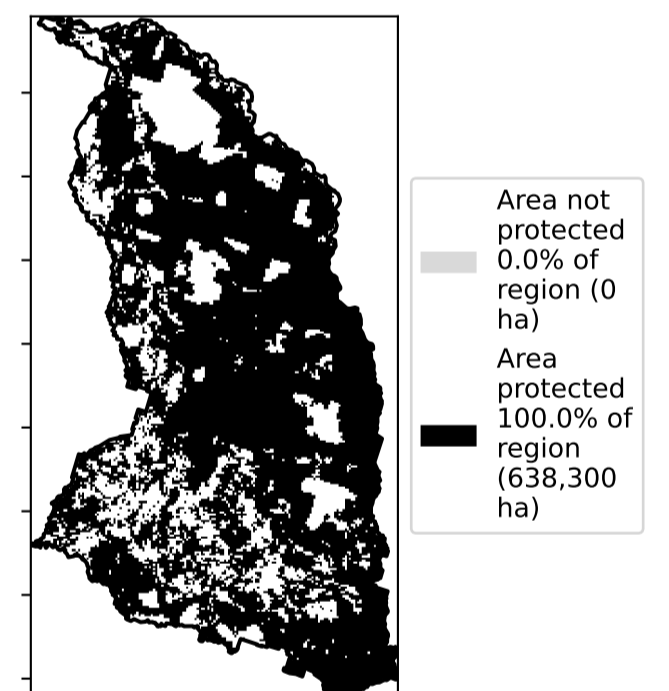 Area not
protected
0.0% of
region (0
ha)
Area
protected
100.0% of
region
(638,300
ha)